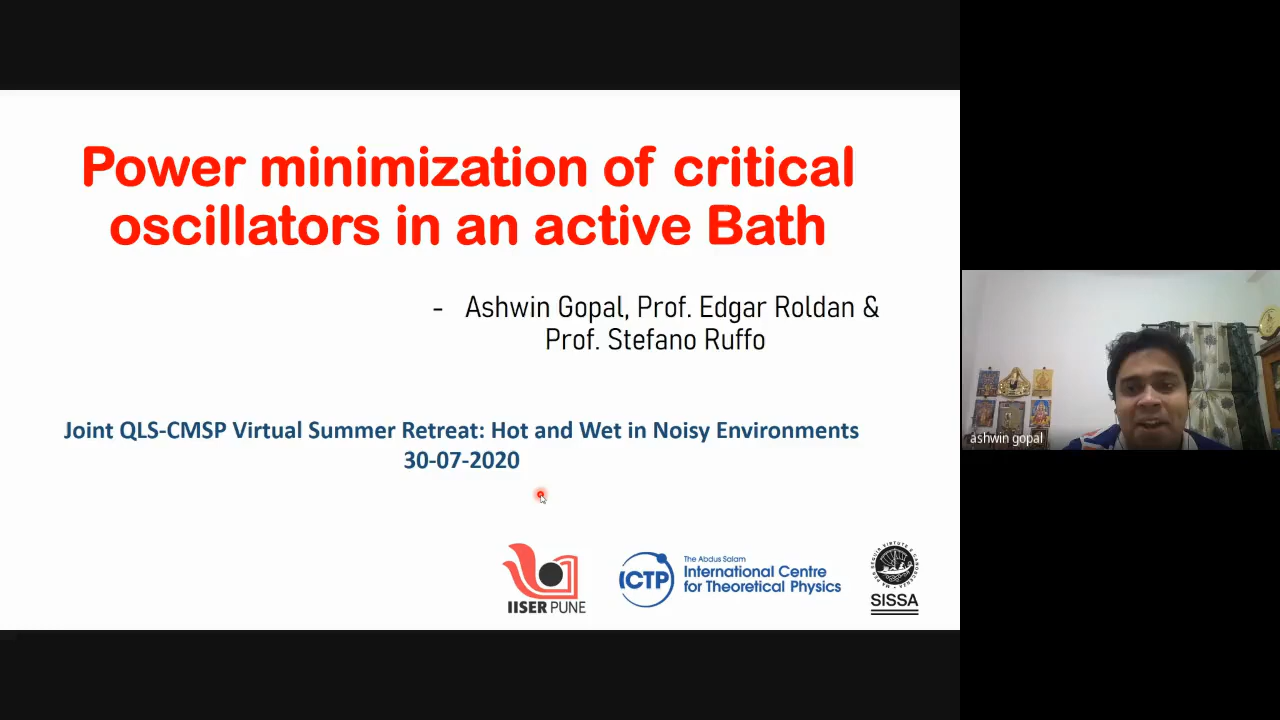 Power minimization of critical
oscillators in an active Bath
- Ashwin Gopal, Prof. Edgar Roldan &
Prof. Stefano Ruffo
Joint QLS-CMSP Virtual Summer Retreat: Hot and Wet in Noisy Environments
30-07-2020
IISER PUNE
ICTP
The Abdus Salam
International Centre
for Theoretical Physics
SISSA
ashwin gopal